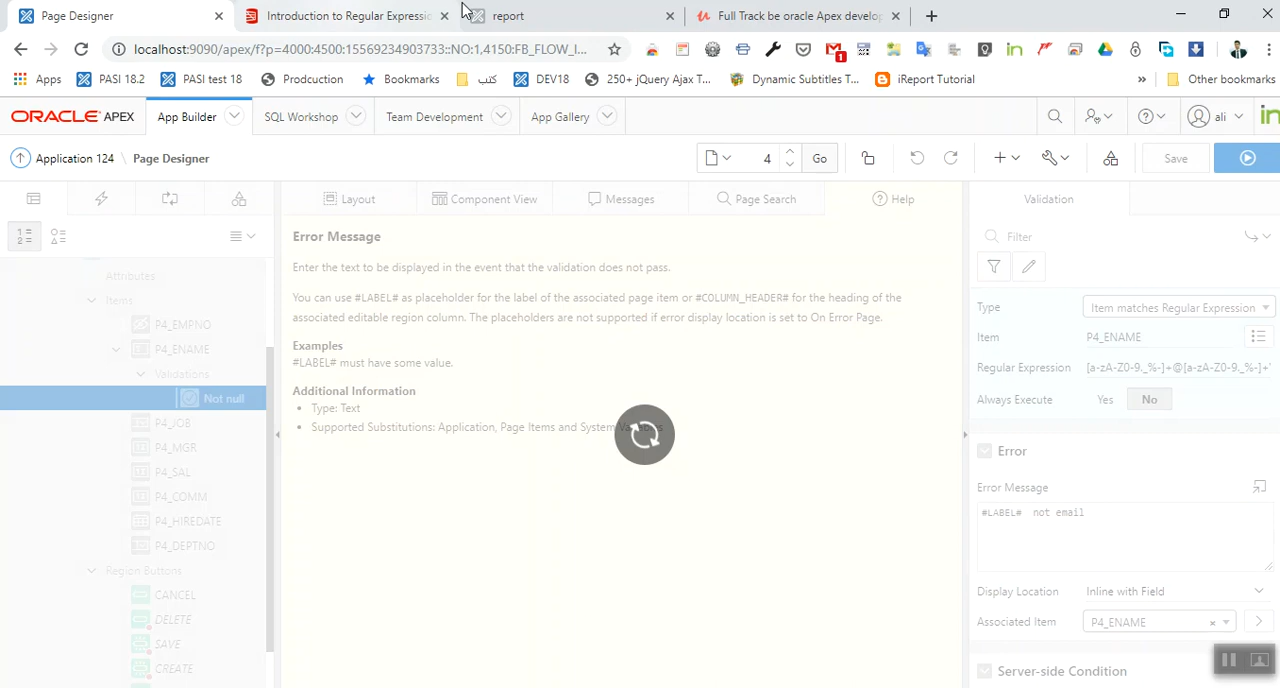 Page Designer
Introduction to Regular Expressio
report
Full Track be oracle Apex develop
localhost:9090/apex/f?p=4000:4500:15569234903733::NO:1,4150:FB_FLOW_I...
1
Apps
PASI 18.2
PASI test 18
Production
Bookmarks
كتب
DEV18
250+ jQuery Ajax T...
Dynamic Subtitles T...
iReport Tutorial
»
Other bookmarks
ORACLE APEX
App Builder
SQL Workshop
Team Development
App Gallery
ali
in
Application 124 \ Page Designer
4
Go
Save
Layout
Component View
Messages
Page Search
Help
Validation
Filter
Attributes
Items
P4_EMPNO
P4_ENAME
Validations
Not null
P4_JOB
P4_MGR
P4_SAL
P4_COMM
P4_HIREDATE
P4_DEPTNO
Region Buttons
CANCEL
DELETE
SAVE
CREATE
Error Message
Enter the text to be displayed in the event that the validation does not pass.
You can use #LABEL# as placeholder for the label of the associated page item or #COLUMN_HEADER# for the heading of the
associated editable region column. The placeholders are not supported if error display location is set to On Error Page.
Examples
#LABEL# must have some value.
Additional Information
• Type: Text
• Supported Substitutions: Application, Page Items and System
Type
Item matches Regular Expression
Item
P4_ENAME
Regular Expression
[a-zA-Z0-9._%-]+@[a-zA-Z0-9._%-]+\
Always Execute
Yes
No
Error
Error Message
#LABEL#  not email
Display Location
Inline with Field
Associated Item
P4_ENAME
Server-side Condition